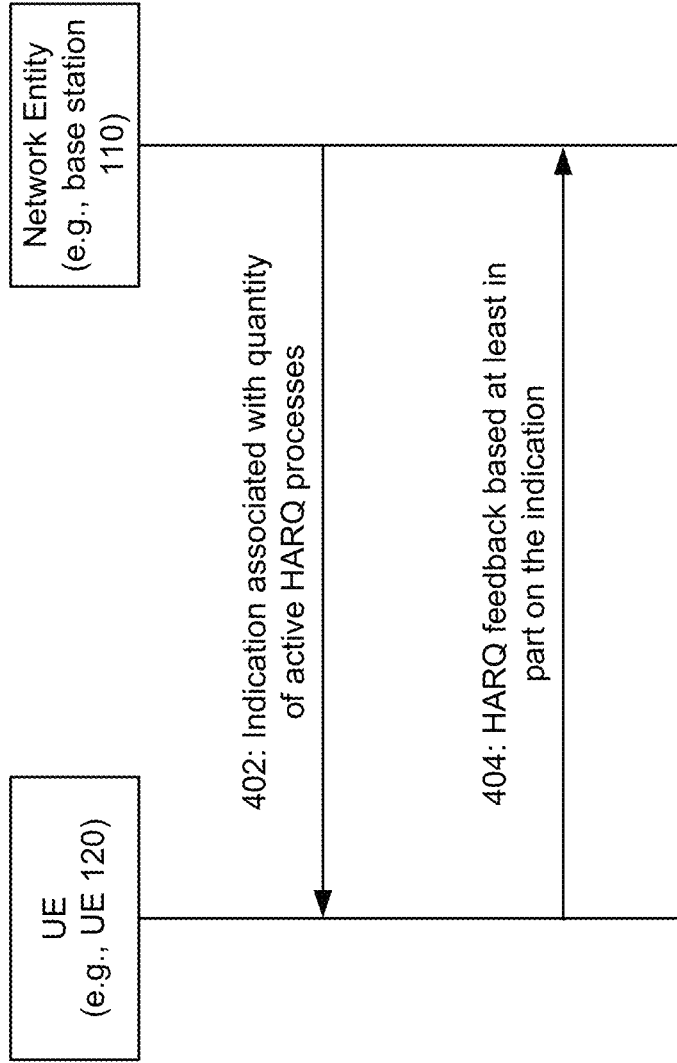 UE
(e.g., UE 120)
Network Entity
(e.g., base station
110)
402: Indication associated with quantity
of active HARQ processes
404: HARQ feedback based at least in
part on the indication